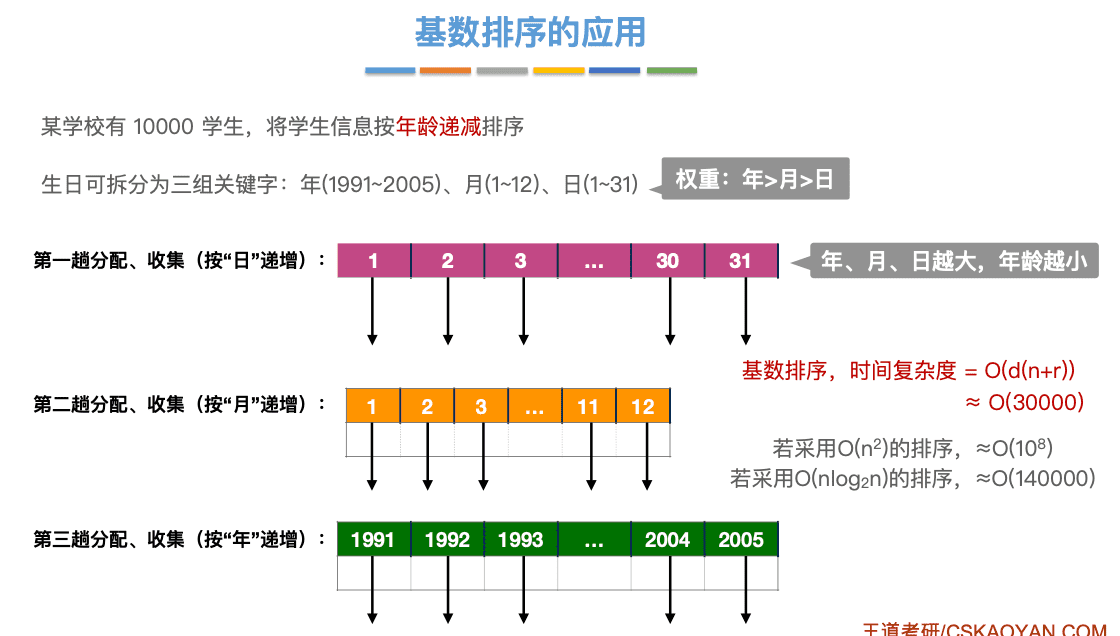 基数排序的应用
某学校有 10000 学生，将学生信息按年龄递减排序
生日可拆分为三组关键字：年(1991~2005)、月(1~12)、日(1~31)
权重：年>月>日
第一趟分配、收集（按“日”递增）：
1 2 3 ... 30 31
年、月、日越大，年龄越小
基数排序，时间复杂度 = O(d(n+r))
≈ O(30000)
第二趟分配、收集（按“月”递增）：
1 2 3 ... 11 12
若采用O(n²)的排序，≈O(10⁸)
若采用O(nlog₂n)的排序，≈O(140000)
第三趟分配、收集（按“年”递增）：
1991 1992 1993 ... 2004 2005
王道考研/CSKAOYAN.COM